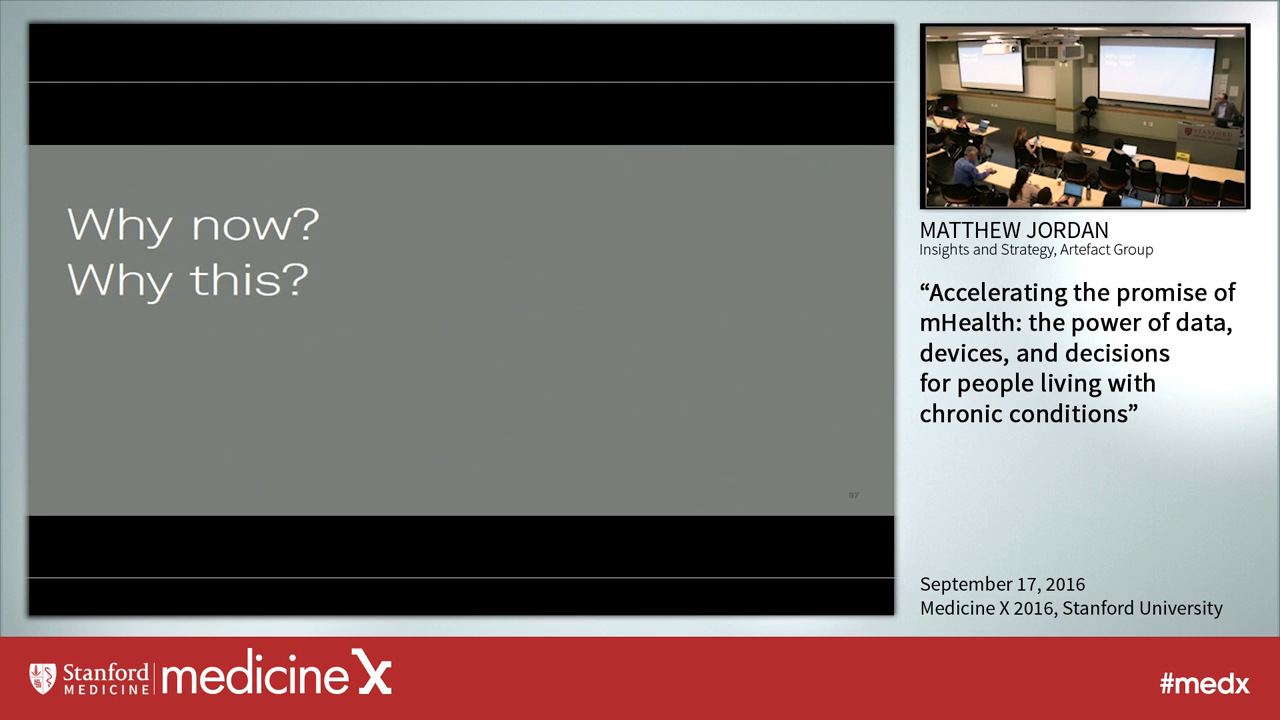 Why now?
Why this?
97
STANFORD
MATTHEW JORDAN
Insights and Strategy, Artefact Group
“Accelerating the promise of
mHealth: the power of data,
devices, and decisions
for people living with
chronic conditions”
September 17, 2016
Medicine X 2016, Stanford University
Stanford
MEDICINE
medicine X
#medx